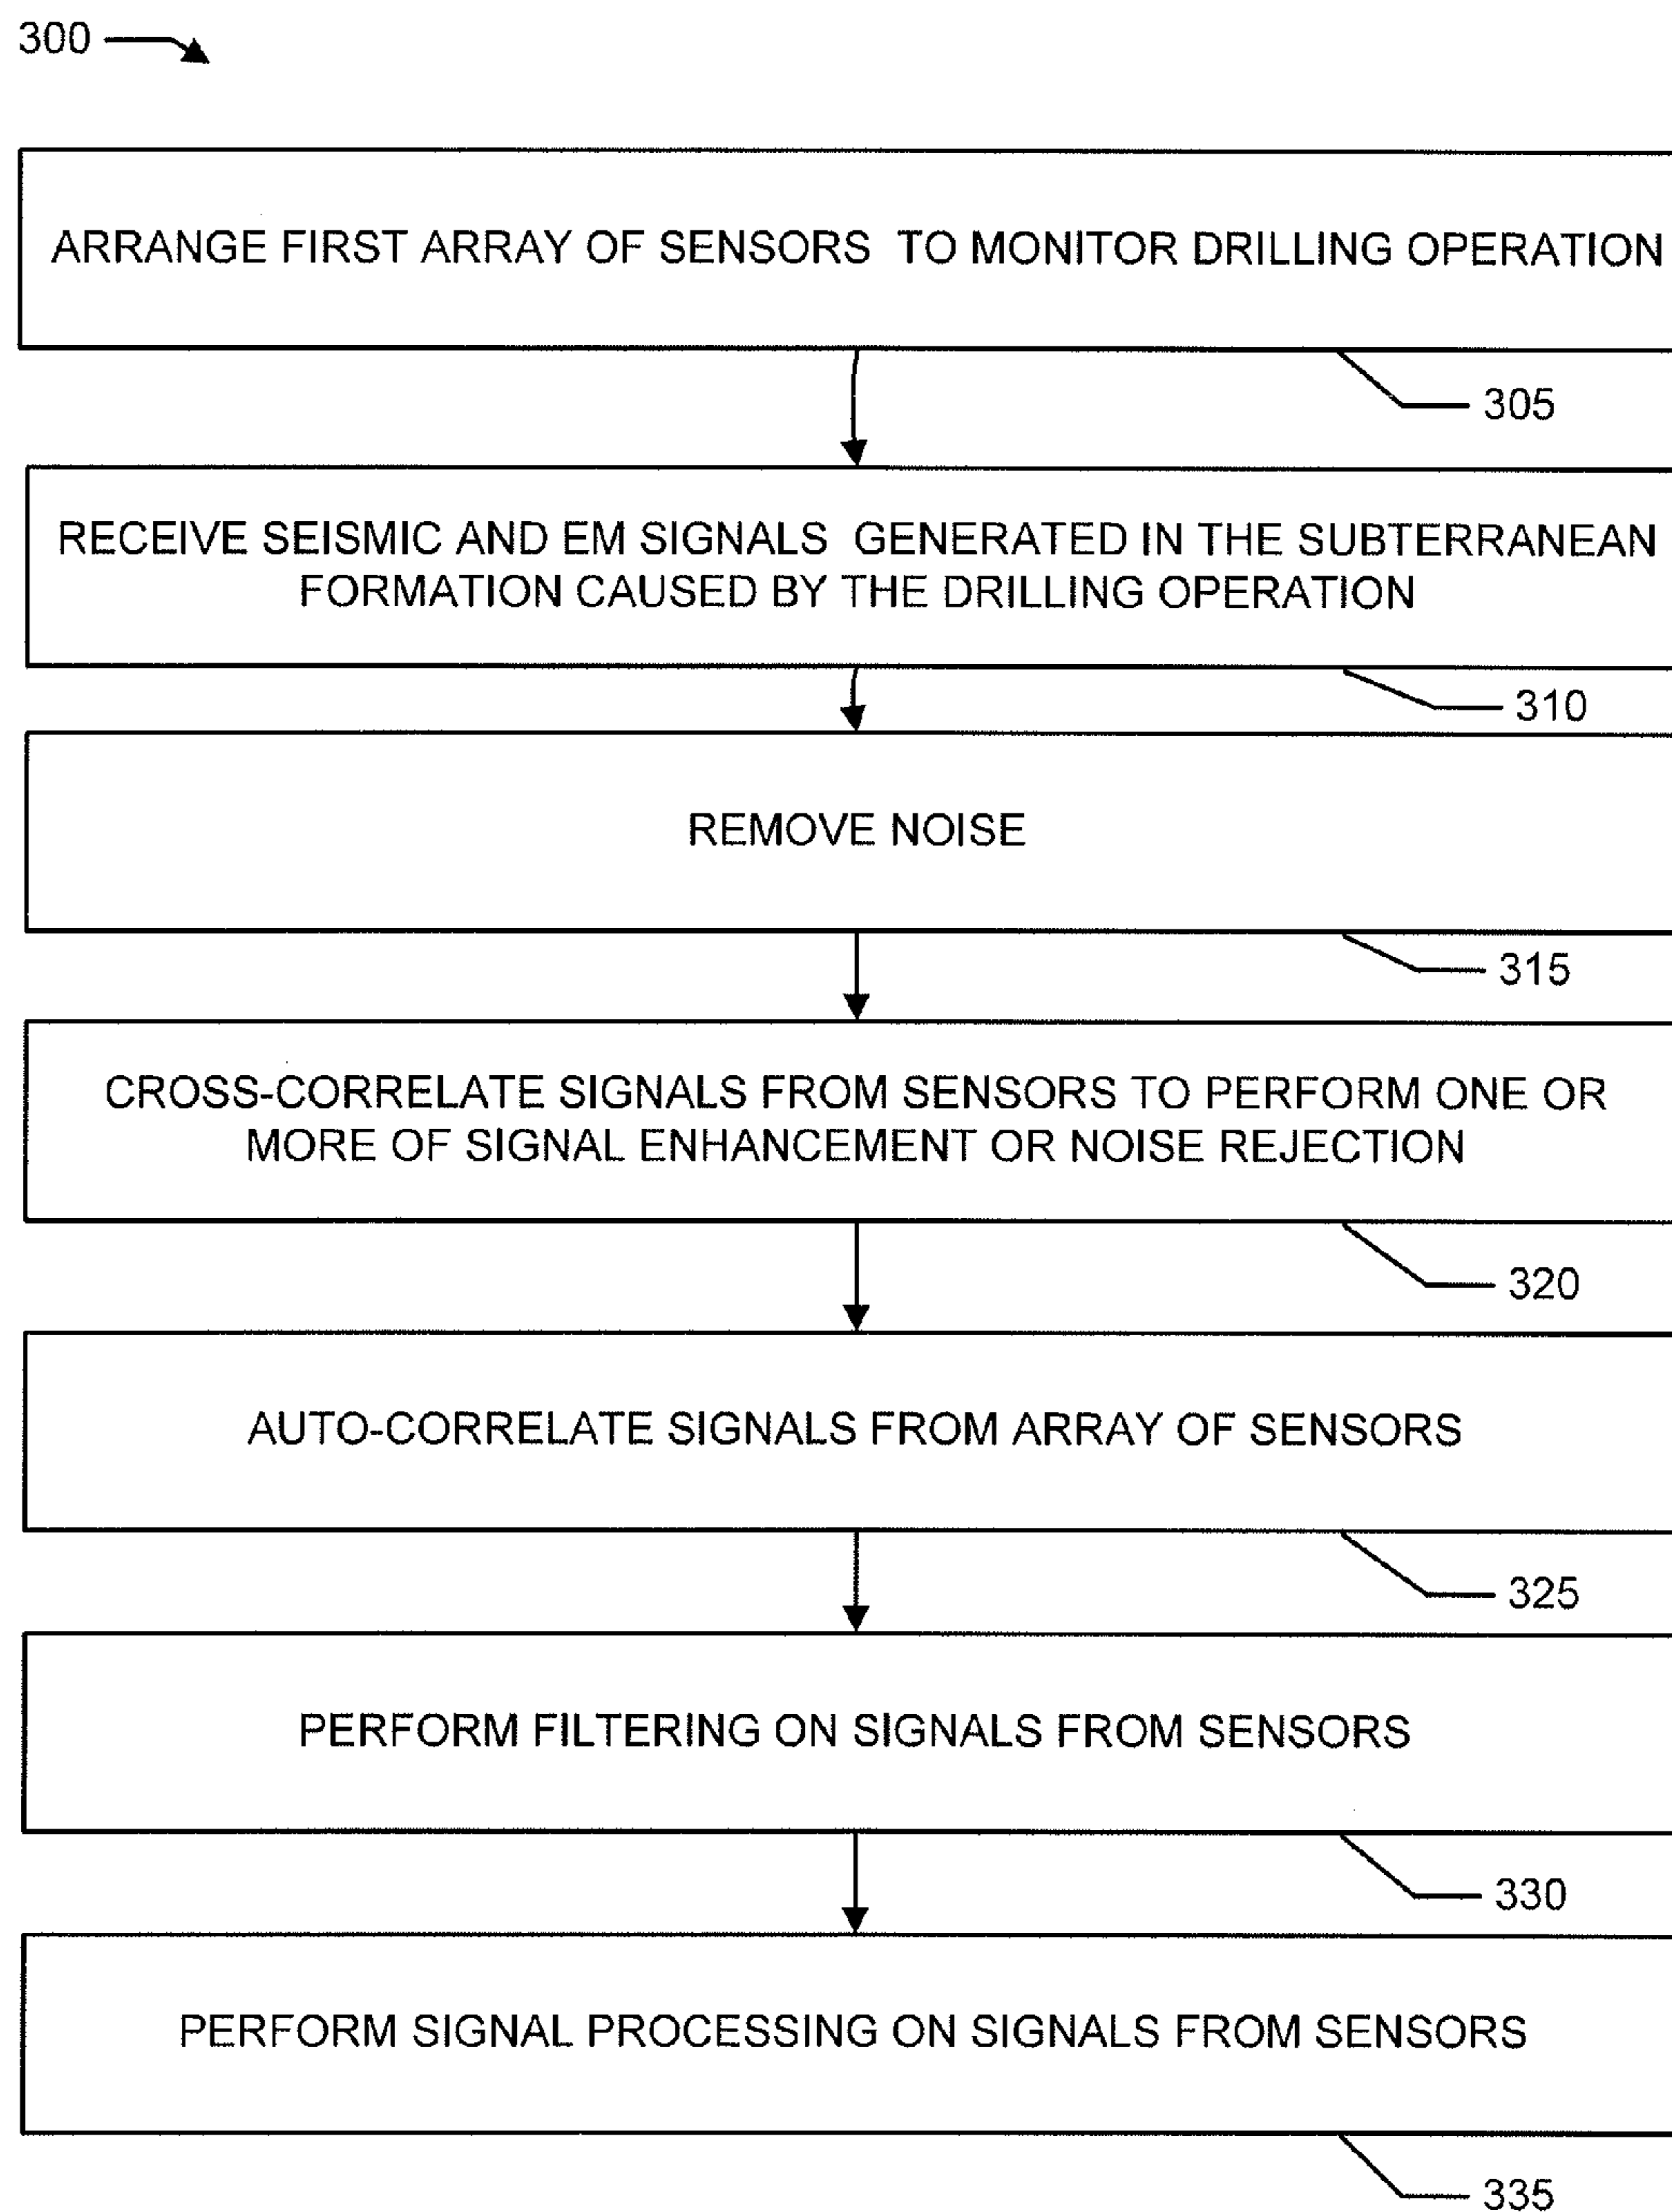 300
ARRANGE FIRST ARRAY OF SENSORS TO MONITOR DRILLING OPERATION
305
RECEIVE SEISMIC AND EM SIGNALS GENERATED IN THE SUBTERRANEAN
FORMATION CAUSED BY THE DRILLING OPERATION
310
REMOVE NOISE
315
CROSS-CORRELATE SIGNALS FROM SENSORS TO PERFORM ONE OR
MORE OF SIGNAL ENHANCEMENT OR NOISE REJECTION
320
AUTO-CORRELATE SIGNALS FROM ARRAY OF SENSORS
325
PERFORM FILTERING ON SIGNALS FROM SENSORS
330
PERFORM SIGNAL PROCESSING ON SIGNALS FROM SENSORS
335